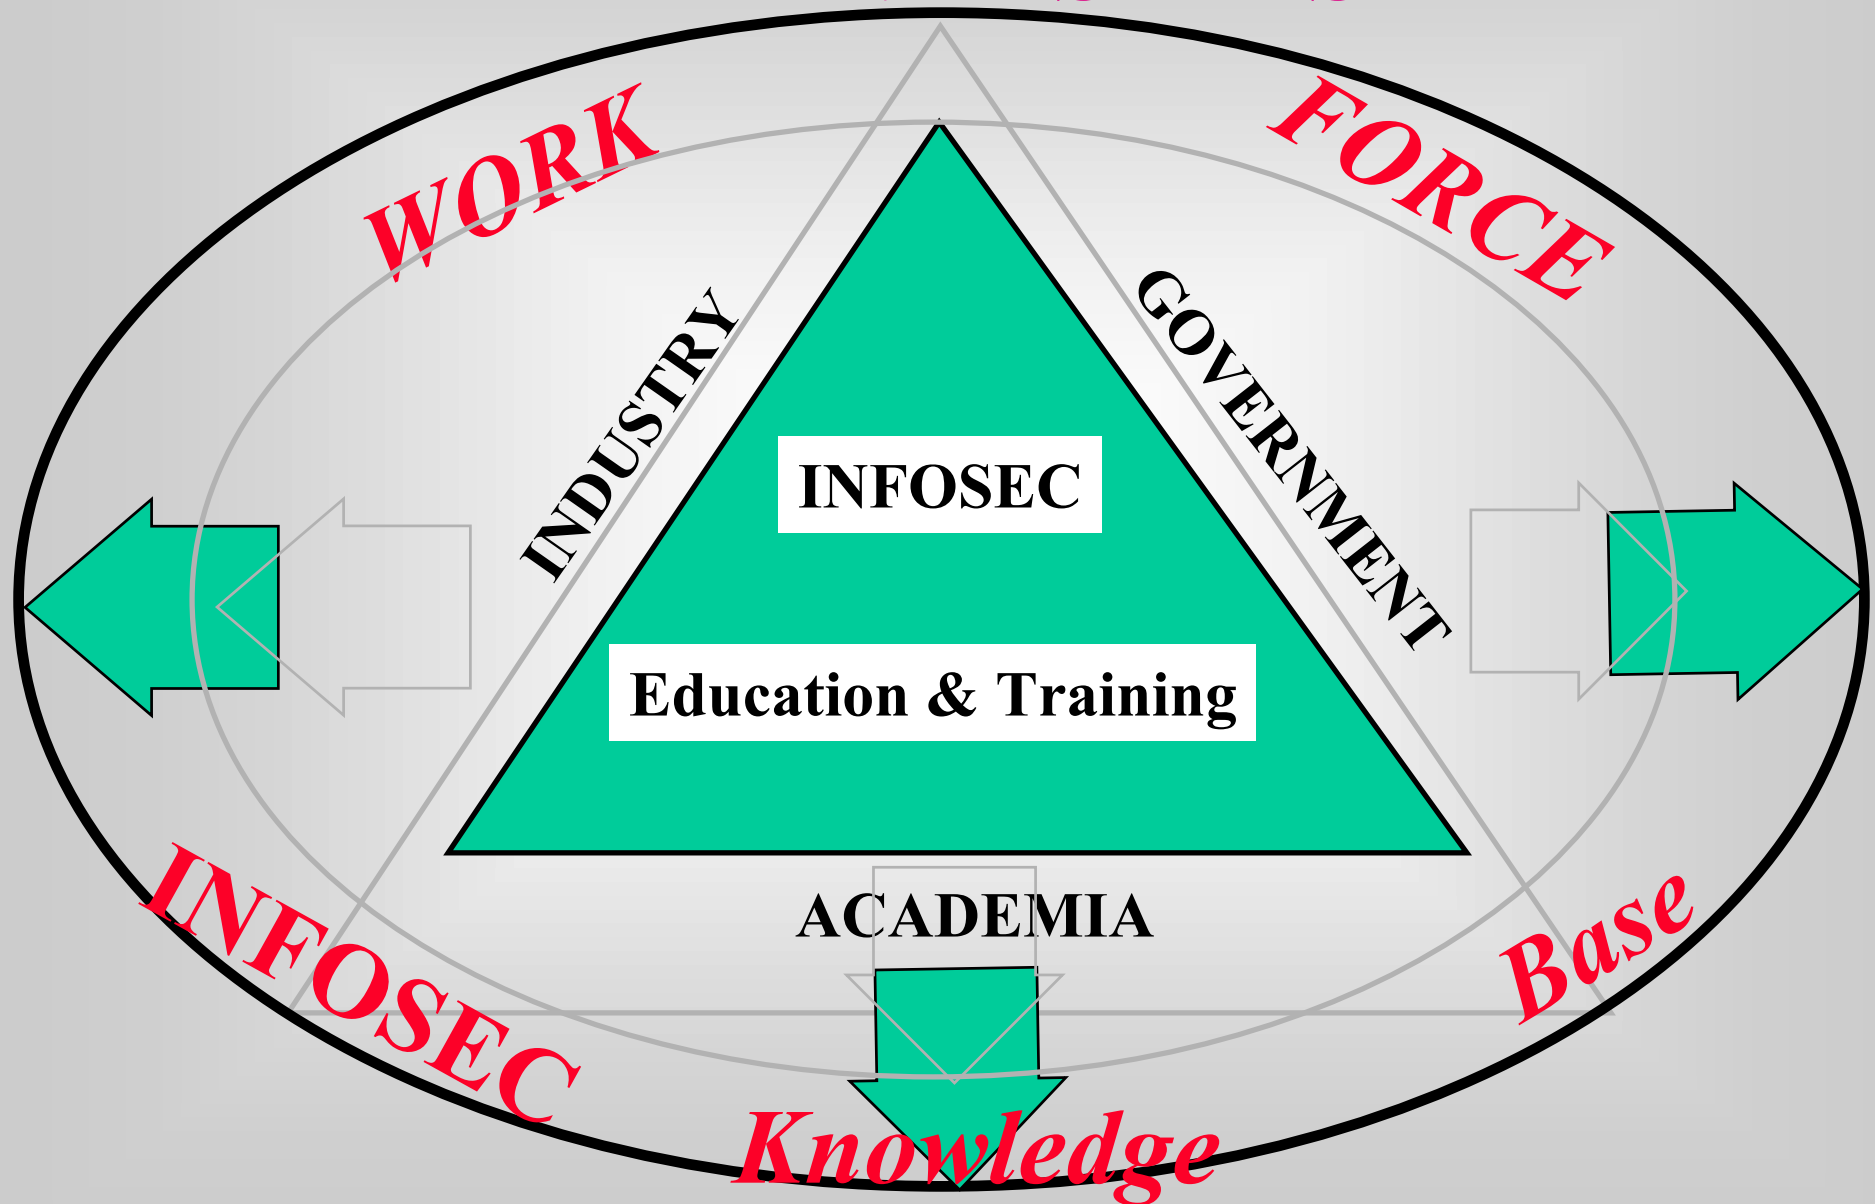 WORK
FORCE
INDUSTRY
GOVERNMENT
INFOSEC
Education & Training
ACADEMIA
INFOSEC
Knowledge
Base